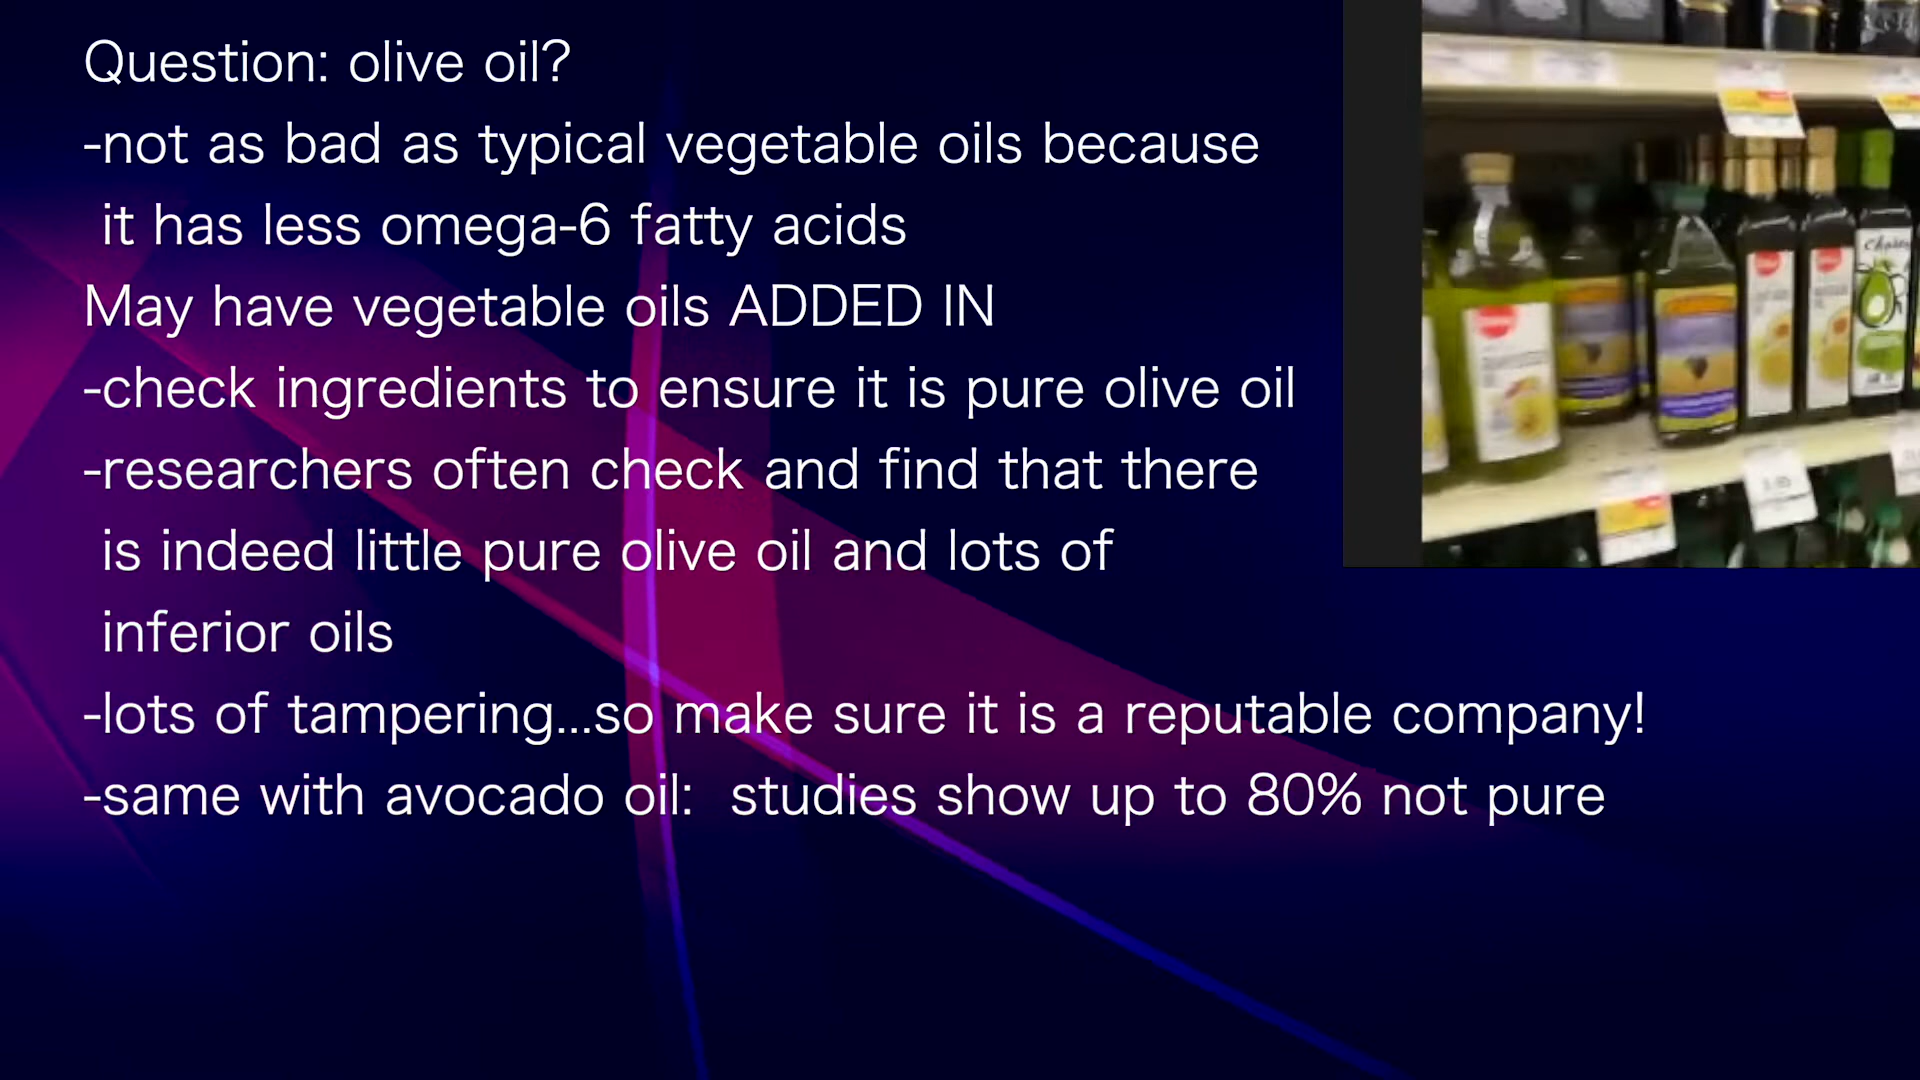 Question: olive oil?
-not as bad as typical vegetable oils because
it has less omega-6 fatty acids
May have vegetable oils ADDED IN
-check ingredients to ensure it is pure olive oil
-researchers often check and find that there
is indeed little pure olive oil and lots of
inferior oils
-lots of tampering...so make sure it is a reputable company!
-same with avocado oil:  studies show up to 80% not pure